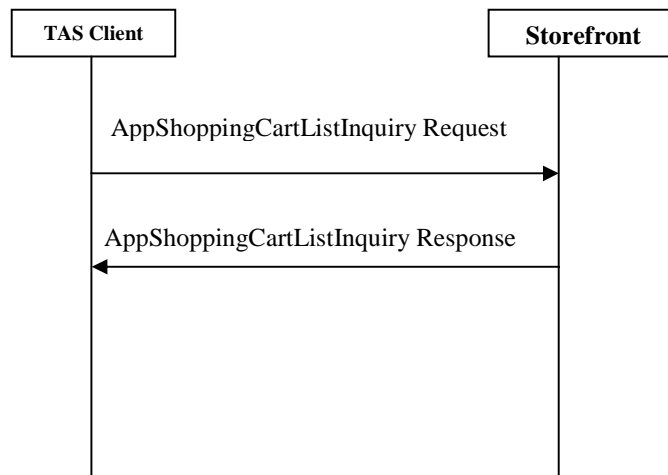 TAS Client
Storefront
AppShoppingCartListInquiry Request
AppShoppingCartListInquiry Response